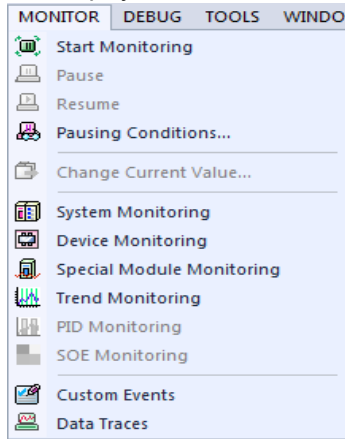 MONITOR DEBUG TOOLS WINDO
Start Monitoring
Pause
Resume
Pausing Conditions...
Change Current Value...
System Monitoring
Device Monitoring
Special Module Monitoring
Trend Monitoring
PID Monitoring
SOE Monitoring
Custom Events
Data Traces